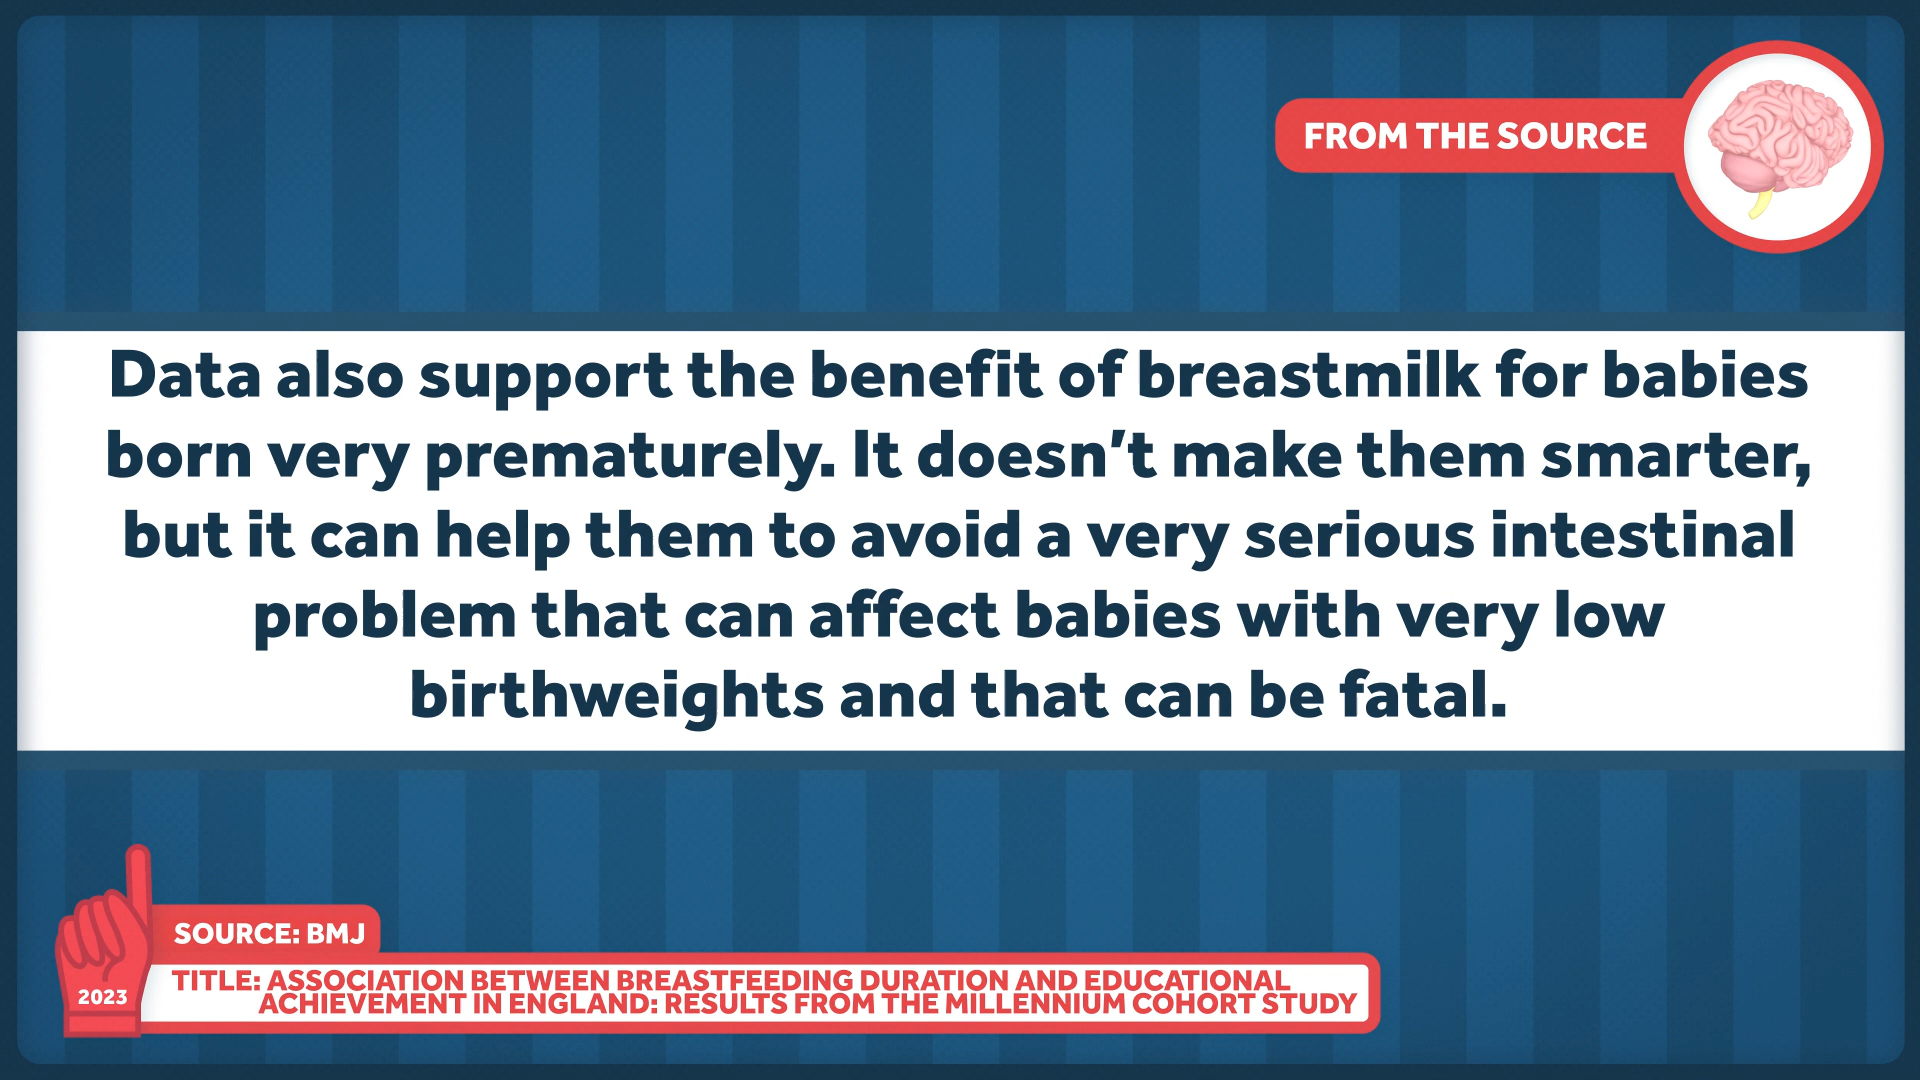 FROM THE SOURCE
Data also support the benefit of breastmilk for babies
born very prematurely. It doesn't make them smarter,
but it can help them to avoid a very serious intestinal
problem that can affect babies with very low
birthweights and that can be fatal.
SOURCE: BMJ
2023
TITLE: ASSOCIATION BETWEEN BREASTFEEDING DURATION AND EDUCATIONAL
ACHIEVEMENT IN ENGLAND: RESULTS FROM THE MILLENNIUM COHORT STUDY